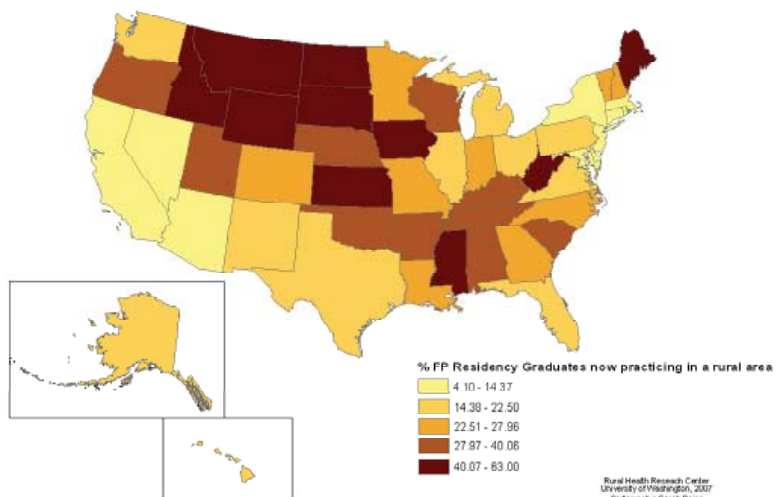 % FP Residency Graduates now practicing in a rural area
4.10 - 14.37
14.38 - 22.50
22.51 - 27.96
27.97 - 40.06
40.07 - 63.00
Rural Health Reseach Center
University of Washington, 2007